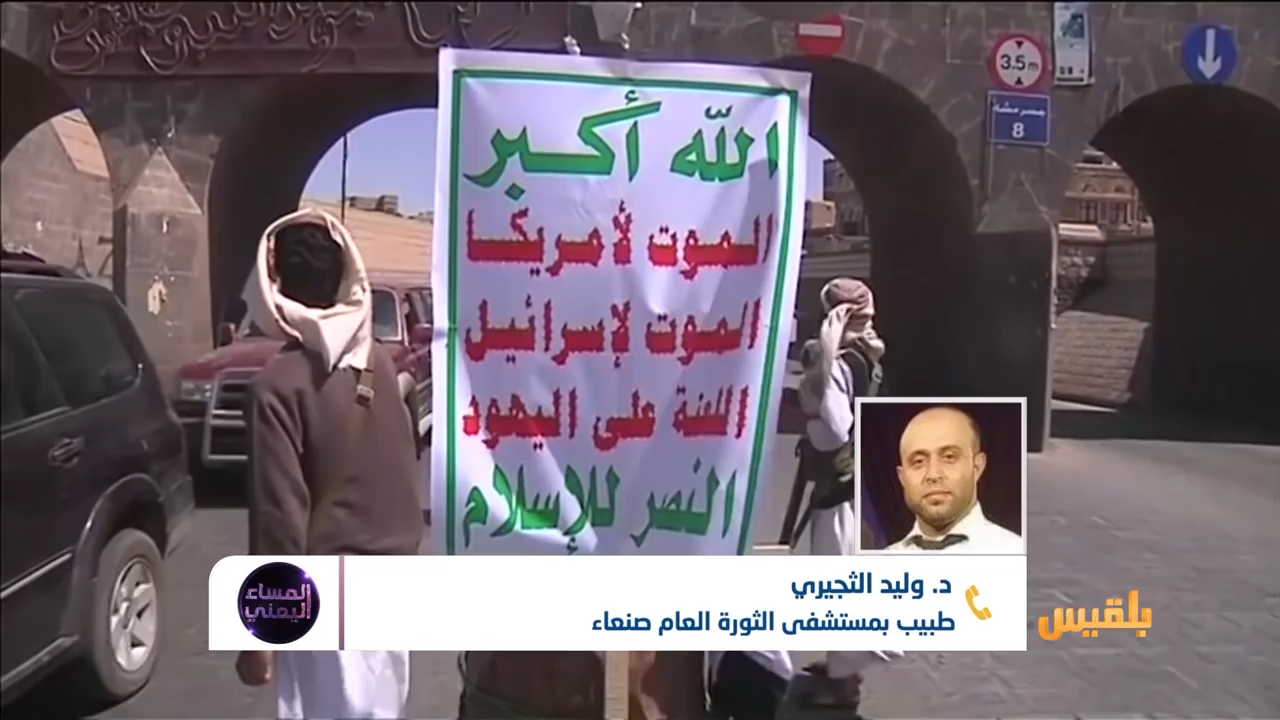 3.5m
8
الله أكبر
الموت لأمريكا
الموت لإسرائيل
اللعنة على اليهود
النصر للإسلام
د. وليد الثجيري
طبيب بمستشفى الثورة العام صنعاء
المساء
اليمني
بلقيس